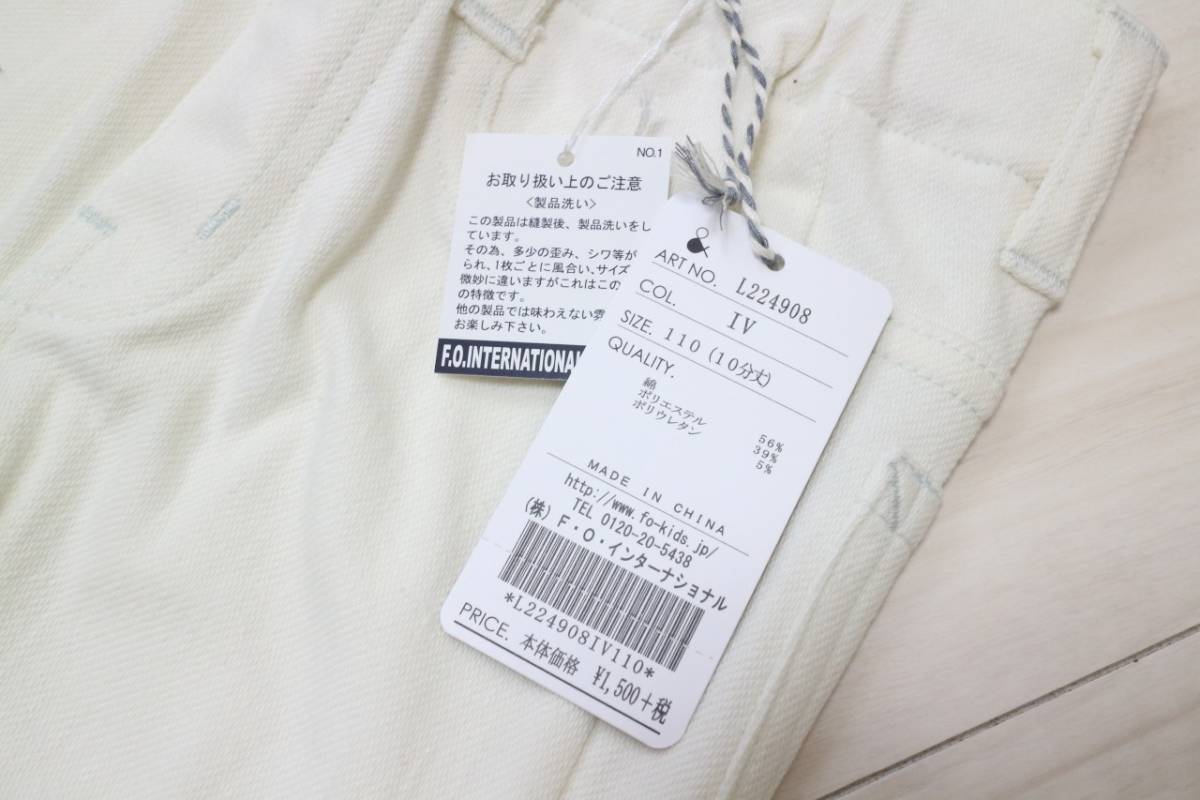 NO.1
お取り扱い上のご注意
<製品洗い>
この製品は縫製後、製品洗いをし
ています。
その為、多少の歪み、シワ等が
られ、1枚ごとに風合い、サイズ
微妙に違いますがこれはこの
の特徴です。
他の製品では味わえない雰
お楽しみ下さい。
F.O.INTERNATIONAL
&
ART NO. L224908
COL. IV
SIZE. 110 (10分丈)
QUALITY.
綿 56%
ポリエステル 39%
ポリウレタン 5%
MADE IN CHINA
http://www.fo-kids.jp/
TEL 0120-20-5438
(株) F・O・インターナショナル
*L224908IV110*
PRICE. 本体価格 ¥1,500+税